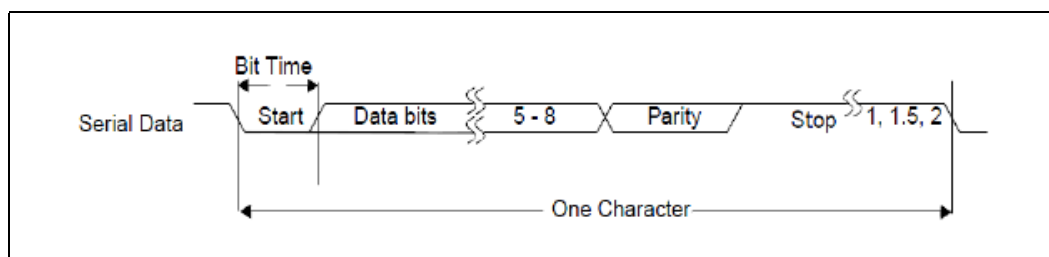 Bit Time
Serial Data Start Data bits 5 - 8 Parity Stop 1, 1.5, 2
One Character